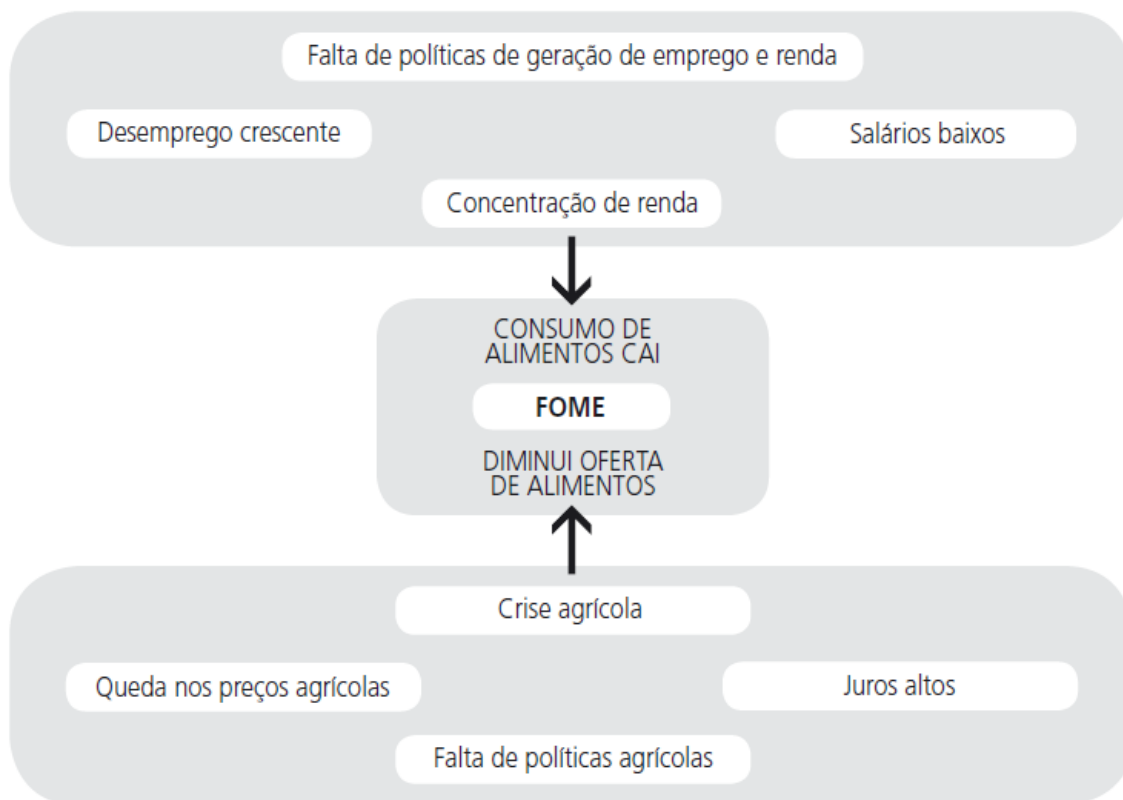 Falta de políticas de geração de emprego e renda
Desemprego crescente
Salários baixos
Concentração de renda
CONSUMO DE
ALIMENTOS CAI
FOME
DIMINUI OFERTA
DE ALIMENTOS
Crise agrícola
Queda nos preços agrícolas
Juros altos
Falta de políticas agrícolas